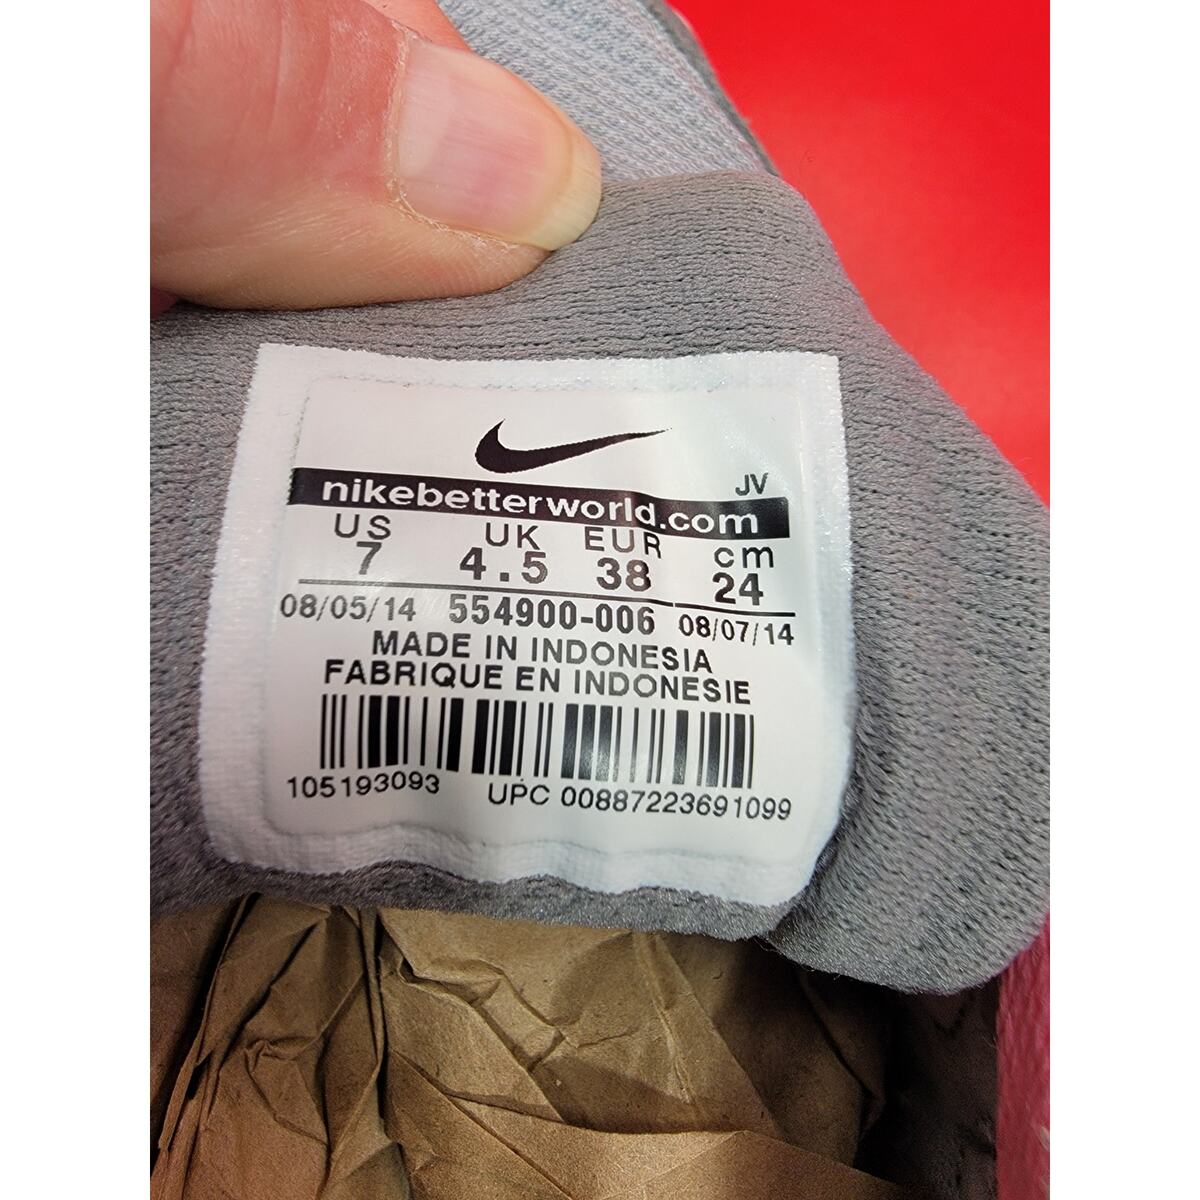 JV
nikebetterworld.com
US UK EUR cm
7 4.5 38 24
08/05/14 554900-006 08/07/14
MADE IN INDONESIA
FABRIQUE EN INDONESIE
105193093 UPC 00887223691099